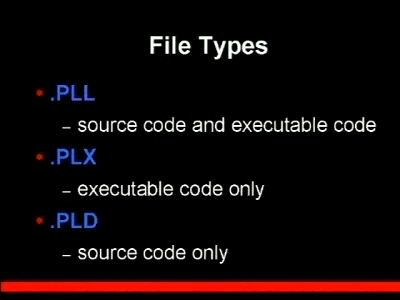 File Types
• .PLL
– source code and executable code
• .PLX
– executable code only
• .PLD
– source code only